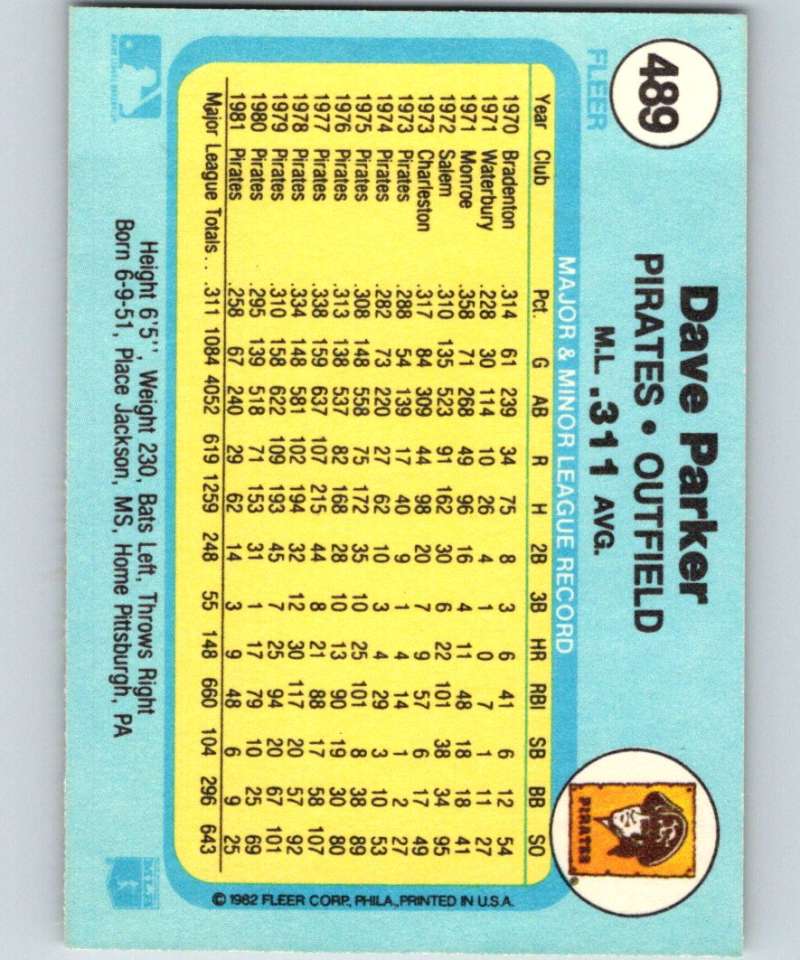 489
FLEER
Dave Parker
PIRATES • OUTFIELD
M.L. .311 AVG.
PIRATES
®
MAJOR & MINOR LEAGUE RECORD
Year Club Pct. G AB R H 2B 3B HR RBI SB BB SO
1970 Bradenton .314 61 239 34 75 8 3 6 41 6 12 54
1971 Waterbury .228 30 114 10 26 4 1 0 7 1 11 27
1971 Monroe .358 71 268 49 96 16 4 11 48 18 18 41
1972 Salem .310 135 523 91 162 30 6 22 101 38 34 95
1973 Charleston .317 84 309 44 98 20 7 9 57 6 17 49
1973 Pirates .288 54 139 17 40 9 1 4 14 1 2 27
1974 Pirates .282 73 220 27 62 10 3 4 29 3 10 53
1975 Pirates .308 148 558 75 172 35 10 25 101 8 38 89
1976 Pirates .313 138 537 82 168 28 10 13 90 19 30 80
1977 Pirates .338 159 637 107 215 44 8 21 88 17 58 107
1978 Pirates .334 148 581 102 194 32 12 30 117 20 57 92
1979 Pirates .310 158 622 109 193 45 7 25 94 20 67 101
1980 Pirates .295 139 518 71 153 31 1 17 79 10 25 69
1981 Pirates .258 67 240 29 62 14 3 9 48 6 9 25
Major League Totals . . .311 1084 4052 619 1259 248 55 148 660 104 296 643
© 1982 FLEER CORP., PHILA., PRINTED IN U.S.A.
Height 6'5'', Weight 230, Bats Left, Throws Right
Born 6-9-51, Place Jackson, MS, Home Pittsburgh, PA